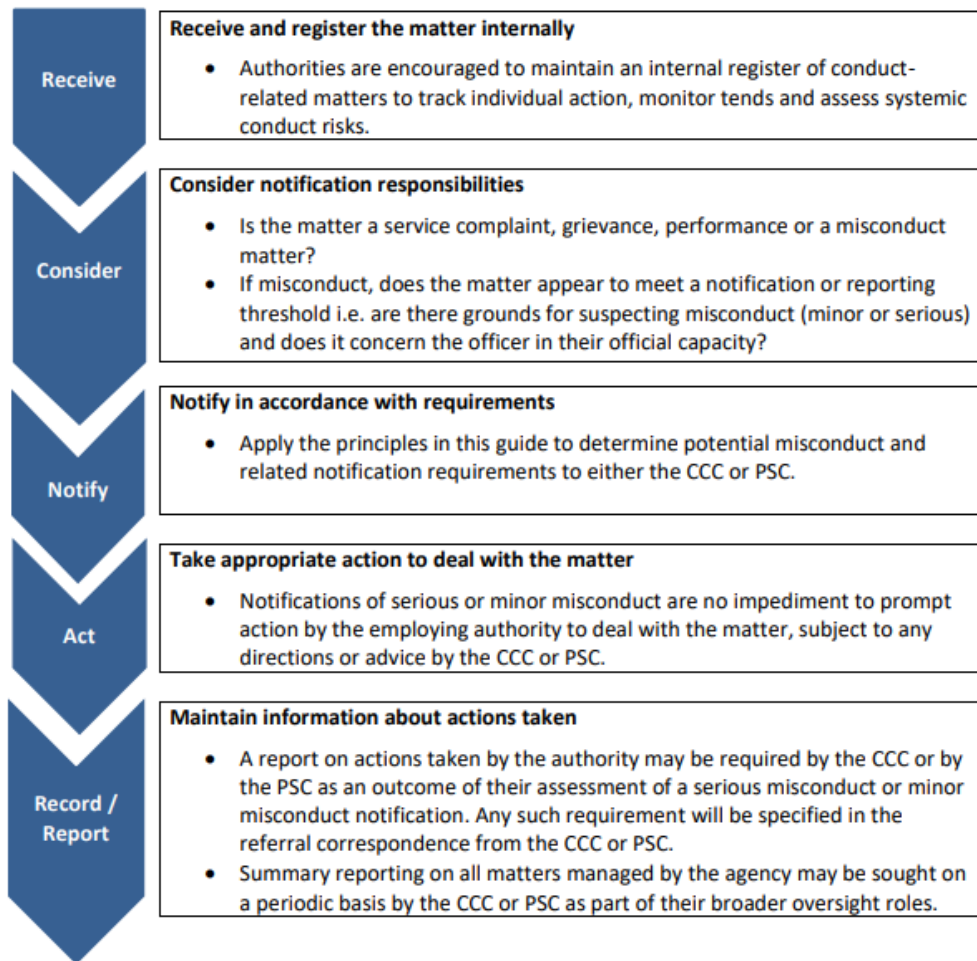 Receive
Receive and register the matter internally
• Authorities are encouraged to maintain an internal register of conduct-
related matters to track individual action, monitor tends and assess systemic
conduct risks.
Consider
Consider notification responsibilities
• Is the matter a service complaint, grievance, performance or a misconduct
matter?
• If misconduct, does the matter appear to meet a notification or reporting
threshold i.e. are there grounds for suspecting misconduct (minor or serious)
and does it concern the officer in their official capacity?
Notify
Notify in accordance with requirements
• Apply the principles in this guide to determine potential misconduct and
related notification requirements to either the CCC or PSC.
Act
Take appropriate action to deal with the matter
• Notifications of serious or minor misconduct are no impediment to prompt
action by the employing authority to deal with the matter, subject to any
directions or advice by the CCC or PSC.
Record /
Report
Maintain information about actions taken
• A report on actions taken by the authority may be required by the CCC or by
the PSC as an outcome of their assessment of a serious misconduct or minor
misconduct notification. Any such requirement will be specified in the
referral correspondence from the CCC or PSC.
• Summary reporting on all matters managed by the agency may be sought on
a periodic basis by the CCC or PSC as part of their broader oversight roles.